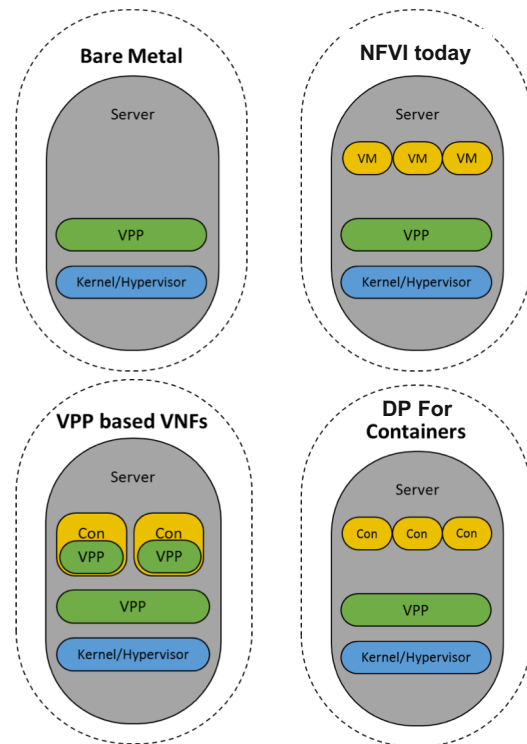 Bare Metal
Server
VPP
Kernel/Hypervisor
NFVI today
Server
VM VM VM
VPP
Kernel/Hypervisor
VPP based VNFs
Server
Con Con
VPP VPP
VPP
Kernel/Hypervisor
DP For
Containers
Server
Con Con Con
VPP
Kernel/Hypervisor